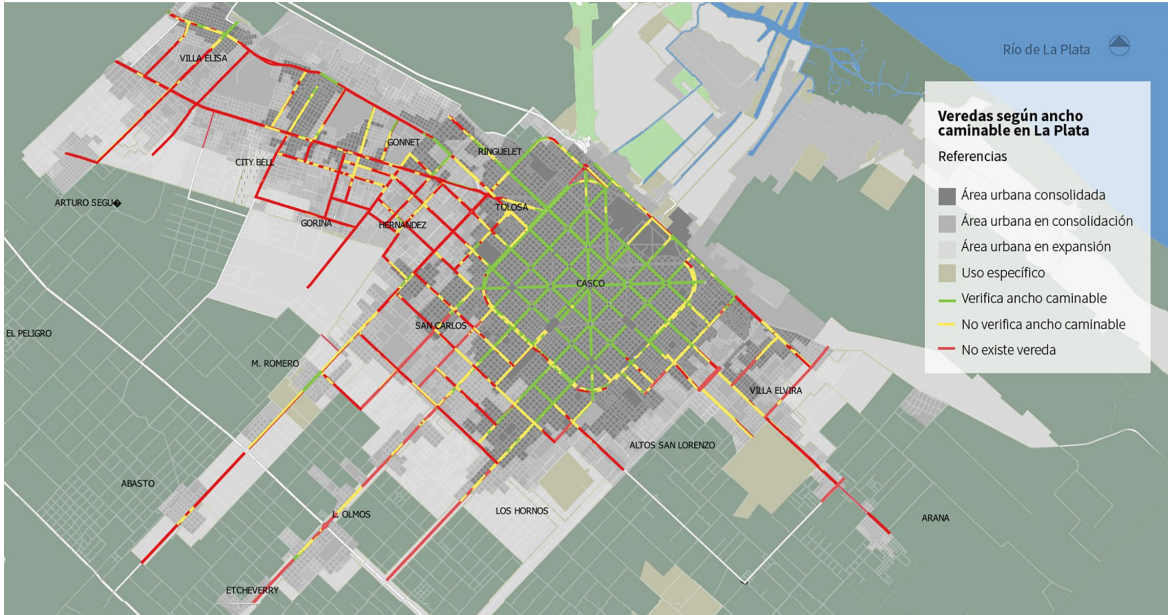 Río de La Plata
Veredas según ancho
caminable en La Plata
Referencias
Área urbana consolidada
Área urbana en consolidación
Área urbana en expansión
Uso específico
Verifica ancho caminable
No verifica ancho caminable
No existe vereda
VILLA ELISA
GONNET
RINGUELET
CITY BELL
ARTURO SEGU�
TOLOSA
GORINA
HERNANDEZ
CASCO
SAN CARLOS
EL PELIGRO
M. ROMERO
VILLA ELVIRA
ALTOS SAN LORENZO
ABASTO
LOS HORNOS
OLMOS
ARANA
ETCHEVERRY